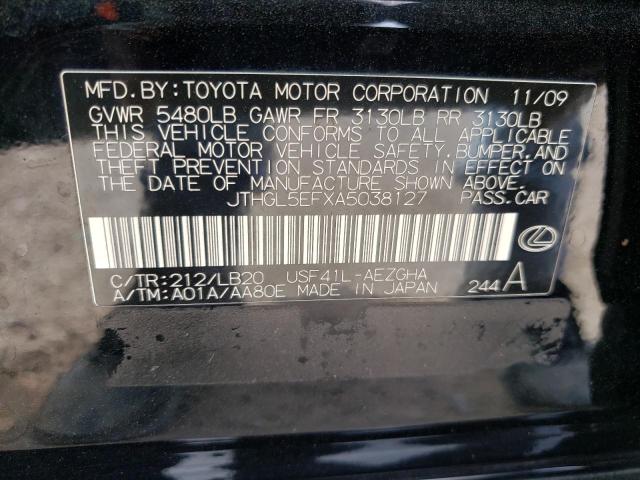 MFD. BY: TOYOTA MOTOR CORPORATION 11/09
GVWR 5480LB GAWR FR 3130LB RR 3130LB
THIS VEHICLE CONFORMS TO ALL APPLICABLE
FEDERAL MOTOR VEHICLE SAFETY, BUMPER, AND
THEFT PREVENTION STANDARDS IN EFFECT ON
THE DATE OF MANUFACTURE SHOWN ABOVE.
JTHGL5EFXA5038127 PASS. CAR
C/TR: 212/LB20 USF41L-AEZGHA
A/TM: A01A/AA80E MADE IN JAPAN 244 A